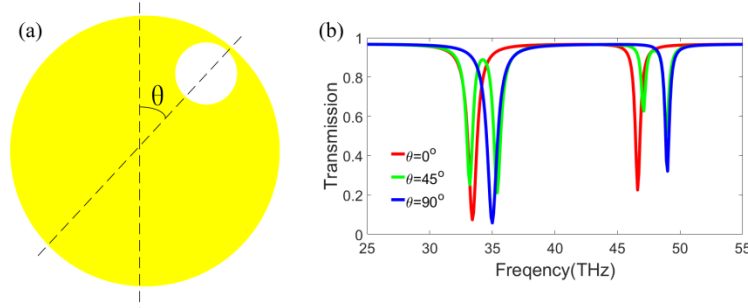 (a)
θ
(b)
Transmission
1
0.8
0.6
0.4
0.2
0
θ=0°
θ=45°
θ=90°
25 30 35 40 45 50 55
Freqency(THz)